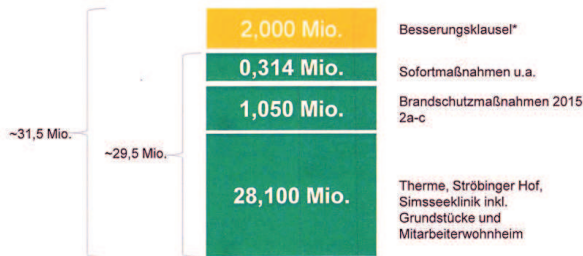 2,000 Mio.
Besserungsklausel*
0,314 Mio.
Sofortmaßnahmen u.a.
1,050 Mio.
Brandschutzmaßnahmen 2015
2a-c
~31,5 Mio.
~29,5 Mio.
28,100 Mio.
Therme, Ströbinger Hof,
Simsseeklinik inkl.
Grundstücke und
Mitarbeiterwohnheim